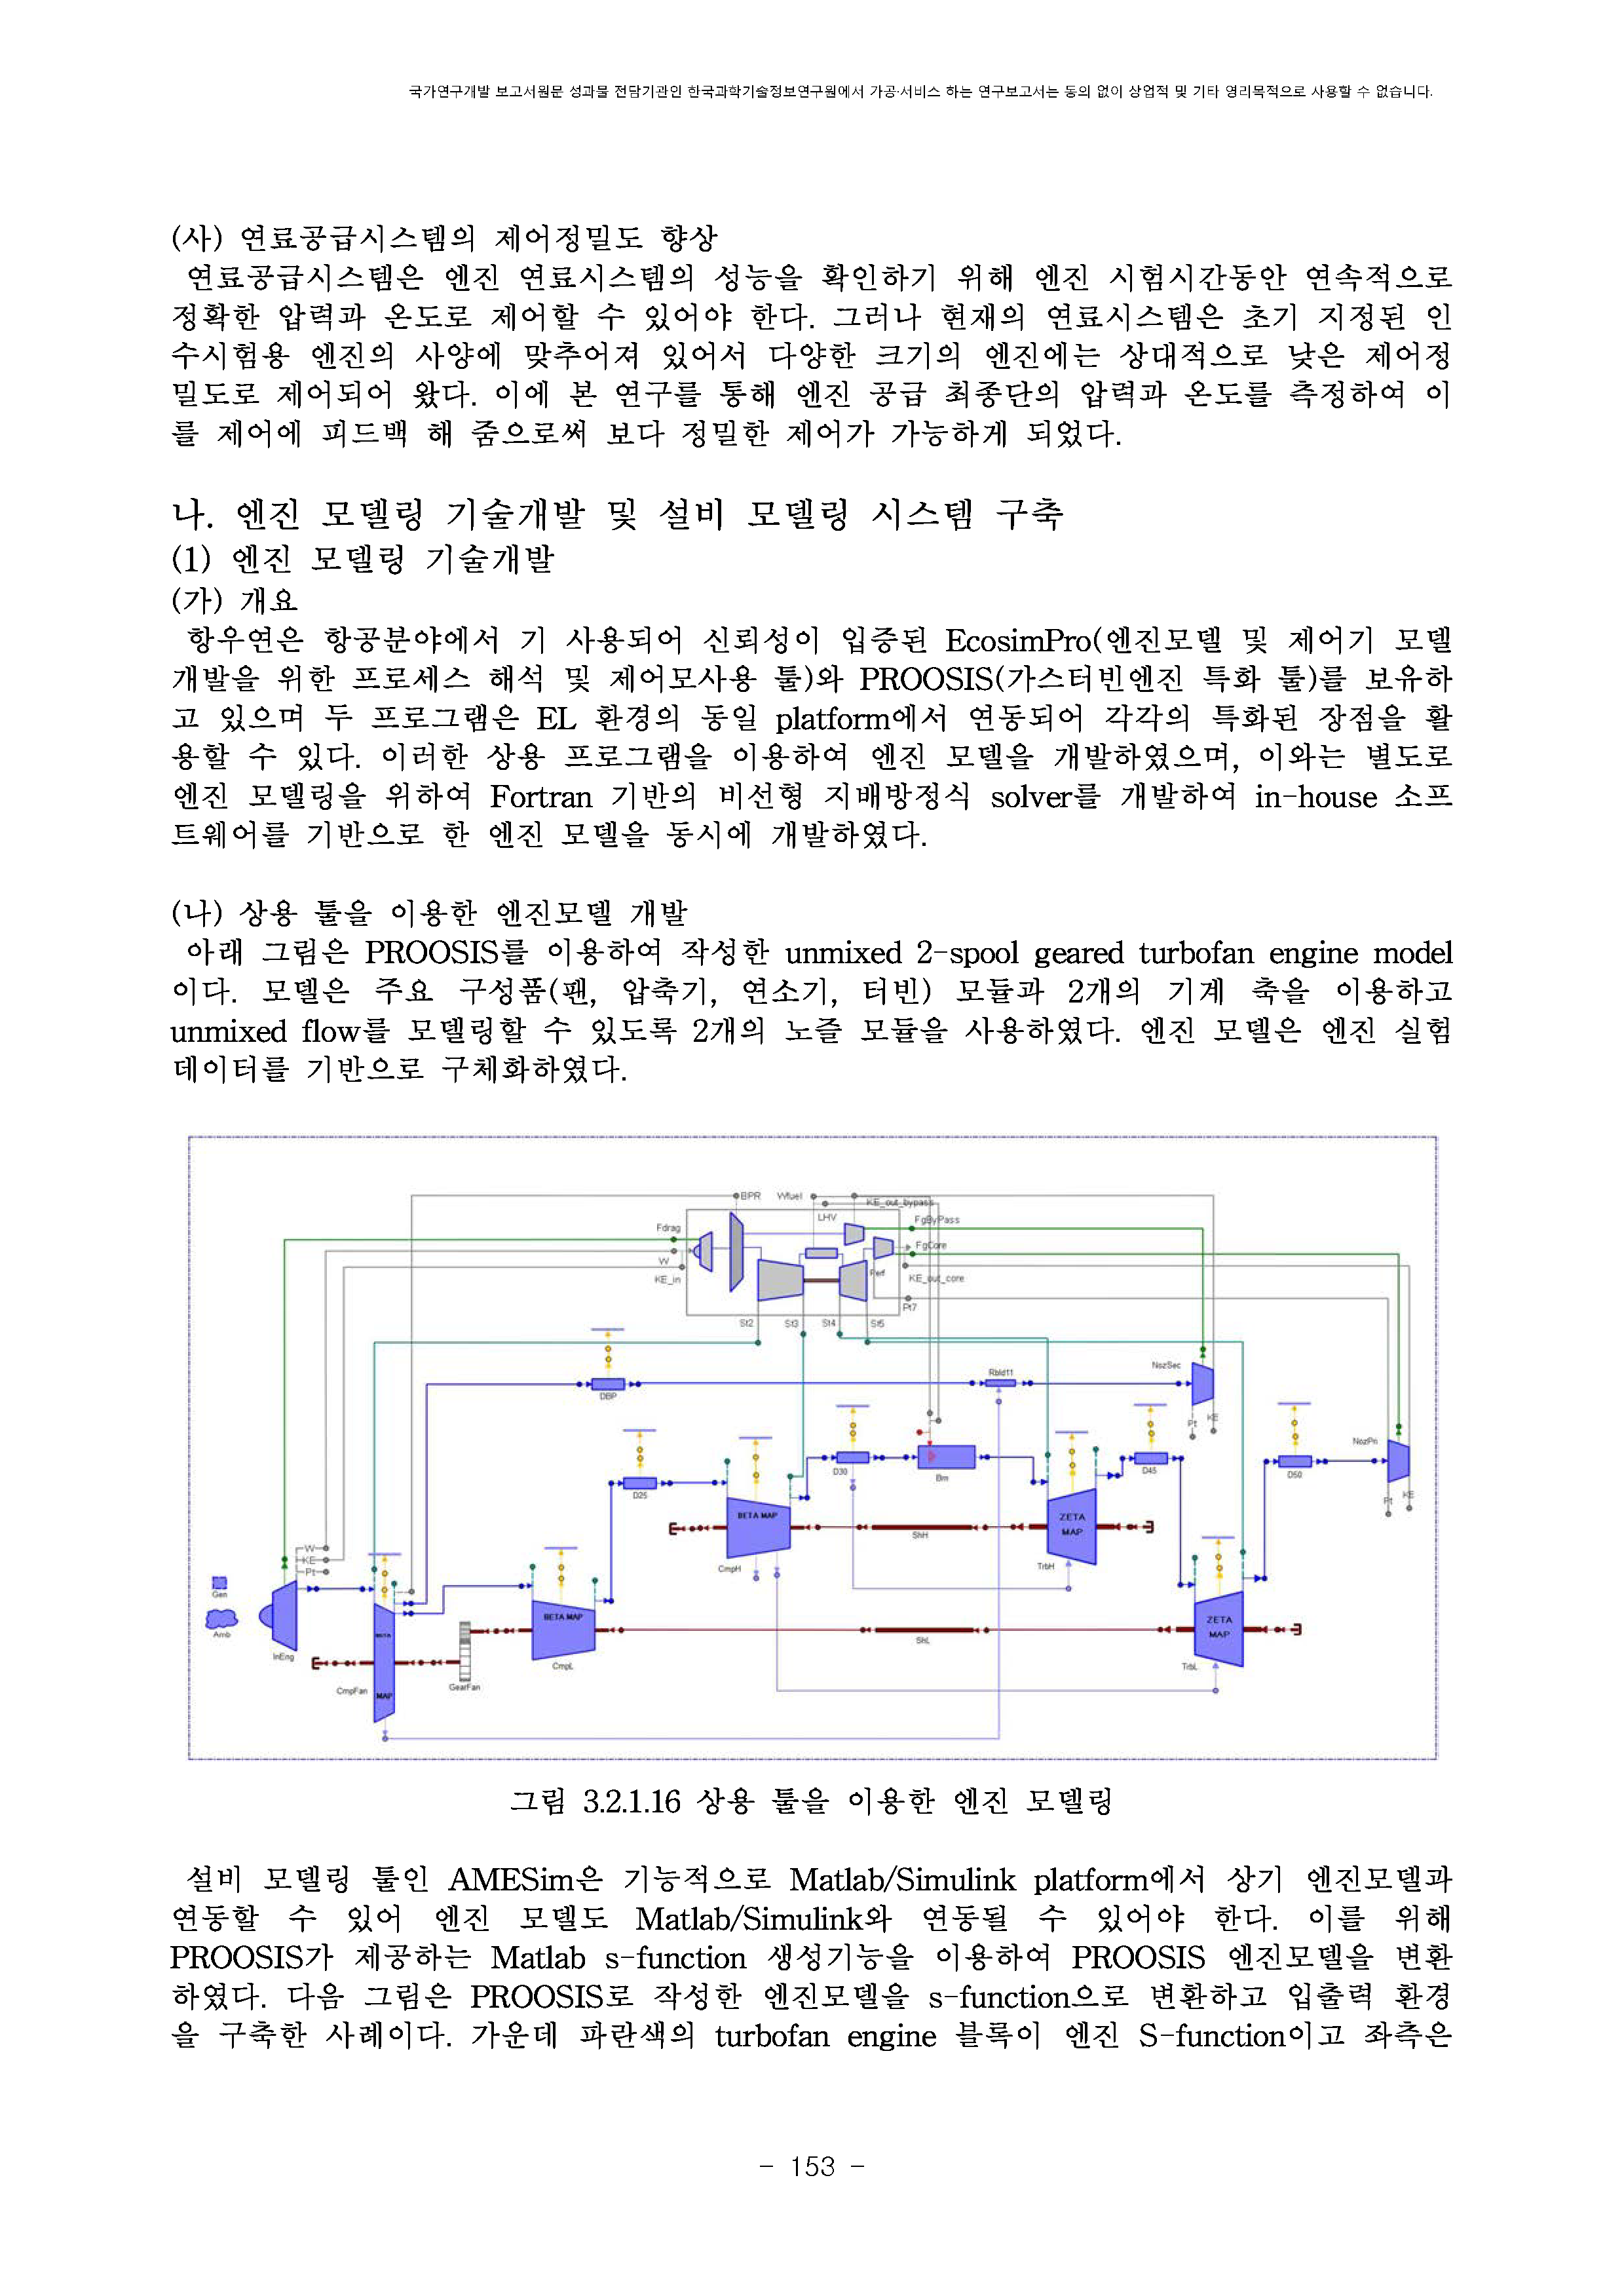 국가연구개발 보고서원문 성과물 전담기관인 한국과학기술정보연구원에서 가공·서비스 하는 연구보고서는 동의 없이 상업적 및 기타 영리목적으로 사용할 수 없습니다.
(사) 연료공급시스템의 제어정밀도 향상
연료공급시스템은 엔진 연료시스템의 성능을 확인하기 위해 엔진 시험시간동안 연속적으로
정확한 압력과 온도로 제어할 수 있어야 한다. 그러나 현재의 연료시스템은 초기 지정된 인
수시험용 엔진의 사양에 맞추어져 있어서 다양한 크기의 엔진에는 상대적으로 낮은 제어정
밀도로 제어되어 왔다. 이에 본 연구를 통해 엔진 공급 최종단의 압력과 온도를 측정하여 이
를 제어에 피드백 해 줌으로써 보다 정밀한 제어가 가능하게 되었다.
나. 엔진 모델링 기술개발 및 설비 모델링 시스템 구축
(1) 엔진 모델링 기술개발
(가) 개요
항우연은 항공분야에서 기 사용되어 신뢰성이 입증된 EcosimPro(엔진모델 및 제어기 모델
개발을 위한 프로세스 해석 및 제어모사용 툴)와 PROOSIS(가스터빈엔진 특화 툴)를 보유하
고 있으며 두 프로그램은 EL 환경의 동일 platform에서 연동되어 각각의 특화된 장점을 활
용할 수 있다. 이러한 상용 프로그램을 이용하여 엔진 모델을 개발하였으며, 이와는 별도로
엔진 모델링을 위하여 Fortran 기반의 비선형 지배방정식 solver를 개발하여 in-house 소프
트웨어를 기반으로 한 엔진 모델을 동시에 개발하였다.
(나) 상용 툴을 이용한 엔진모델 개발
아래 그림은 PROOSIS를 이용하여 작성한 unmixed 2-spool geared turbofan engine model
이다. 모델은 주요 구성품(팬, 압축기, 연소기, 터빈) 모듈과 2개의 기계 축을 이용하고
unmixed flow를 모델링할 수 있도록 2개의 노즐 모듈을 사용하였다. 엔진 모델은 엔진 실험
데이터를 기반으로 구체화하였다.
BPR Wfuel KE_out_bypass
LHV FgByPass
Fdrag
FgCore
W
KE_in Perf KE_out_core
Pt7
St2 St3 St4 St5
DBP Rbld11 NozSec
Pt KE
D25 D30 Brn D45 D50 NozPri
Pt KE
BETA MAP ShH ZETA
MAP
CmpH TrbH
W
KE
Pt
Gen
Amb
InEng
BETA
MAP
CmpFan GearFan
BETA MAP
CmpL ShL
ZETA
MAP
TrbL
그림 3.2.1.16 상용 툴을 이용한 엔진 모델링
설비 모델링 툴인 AMESim은 기능적으로 Matlab/Simulink platform에서 상기 엔진모델과
연동할 수 있어 엔진 모델도 Matlab/Simulink와 연동될 수 있어야 한다. 이를 위해
PROOSIS가 제공하는 Matlab s-function 생성기능을 이용하여 PROOSIS 엔진모델을 변환
하였다. 다음 그림은 PROOSIS로 작성한 엔진모델을 s-function으로 변환하고 입출력 환경
을 구축한 사례이다. 가운데 파란색의 turbofan engine 블록이 엔진 S-function이고 좌측은
- 153 -